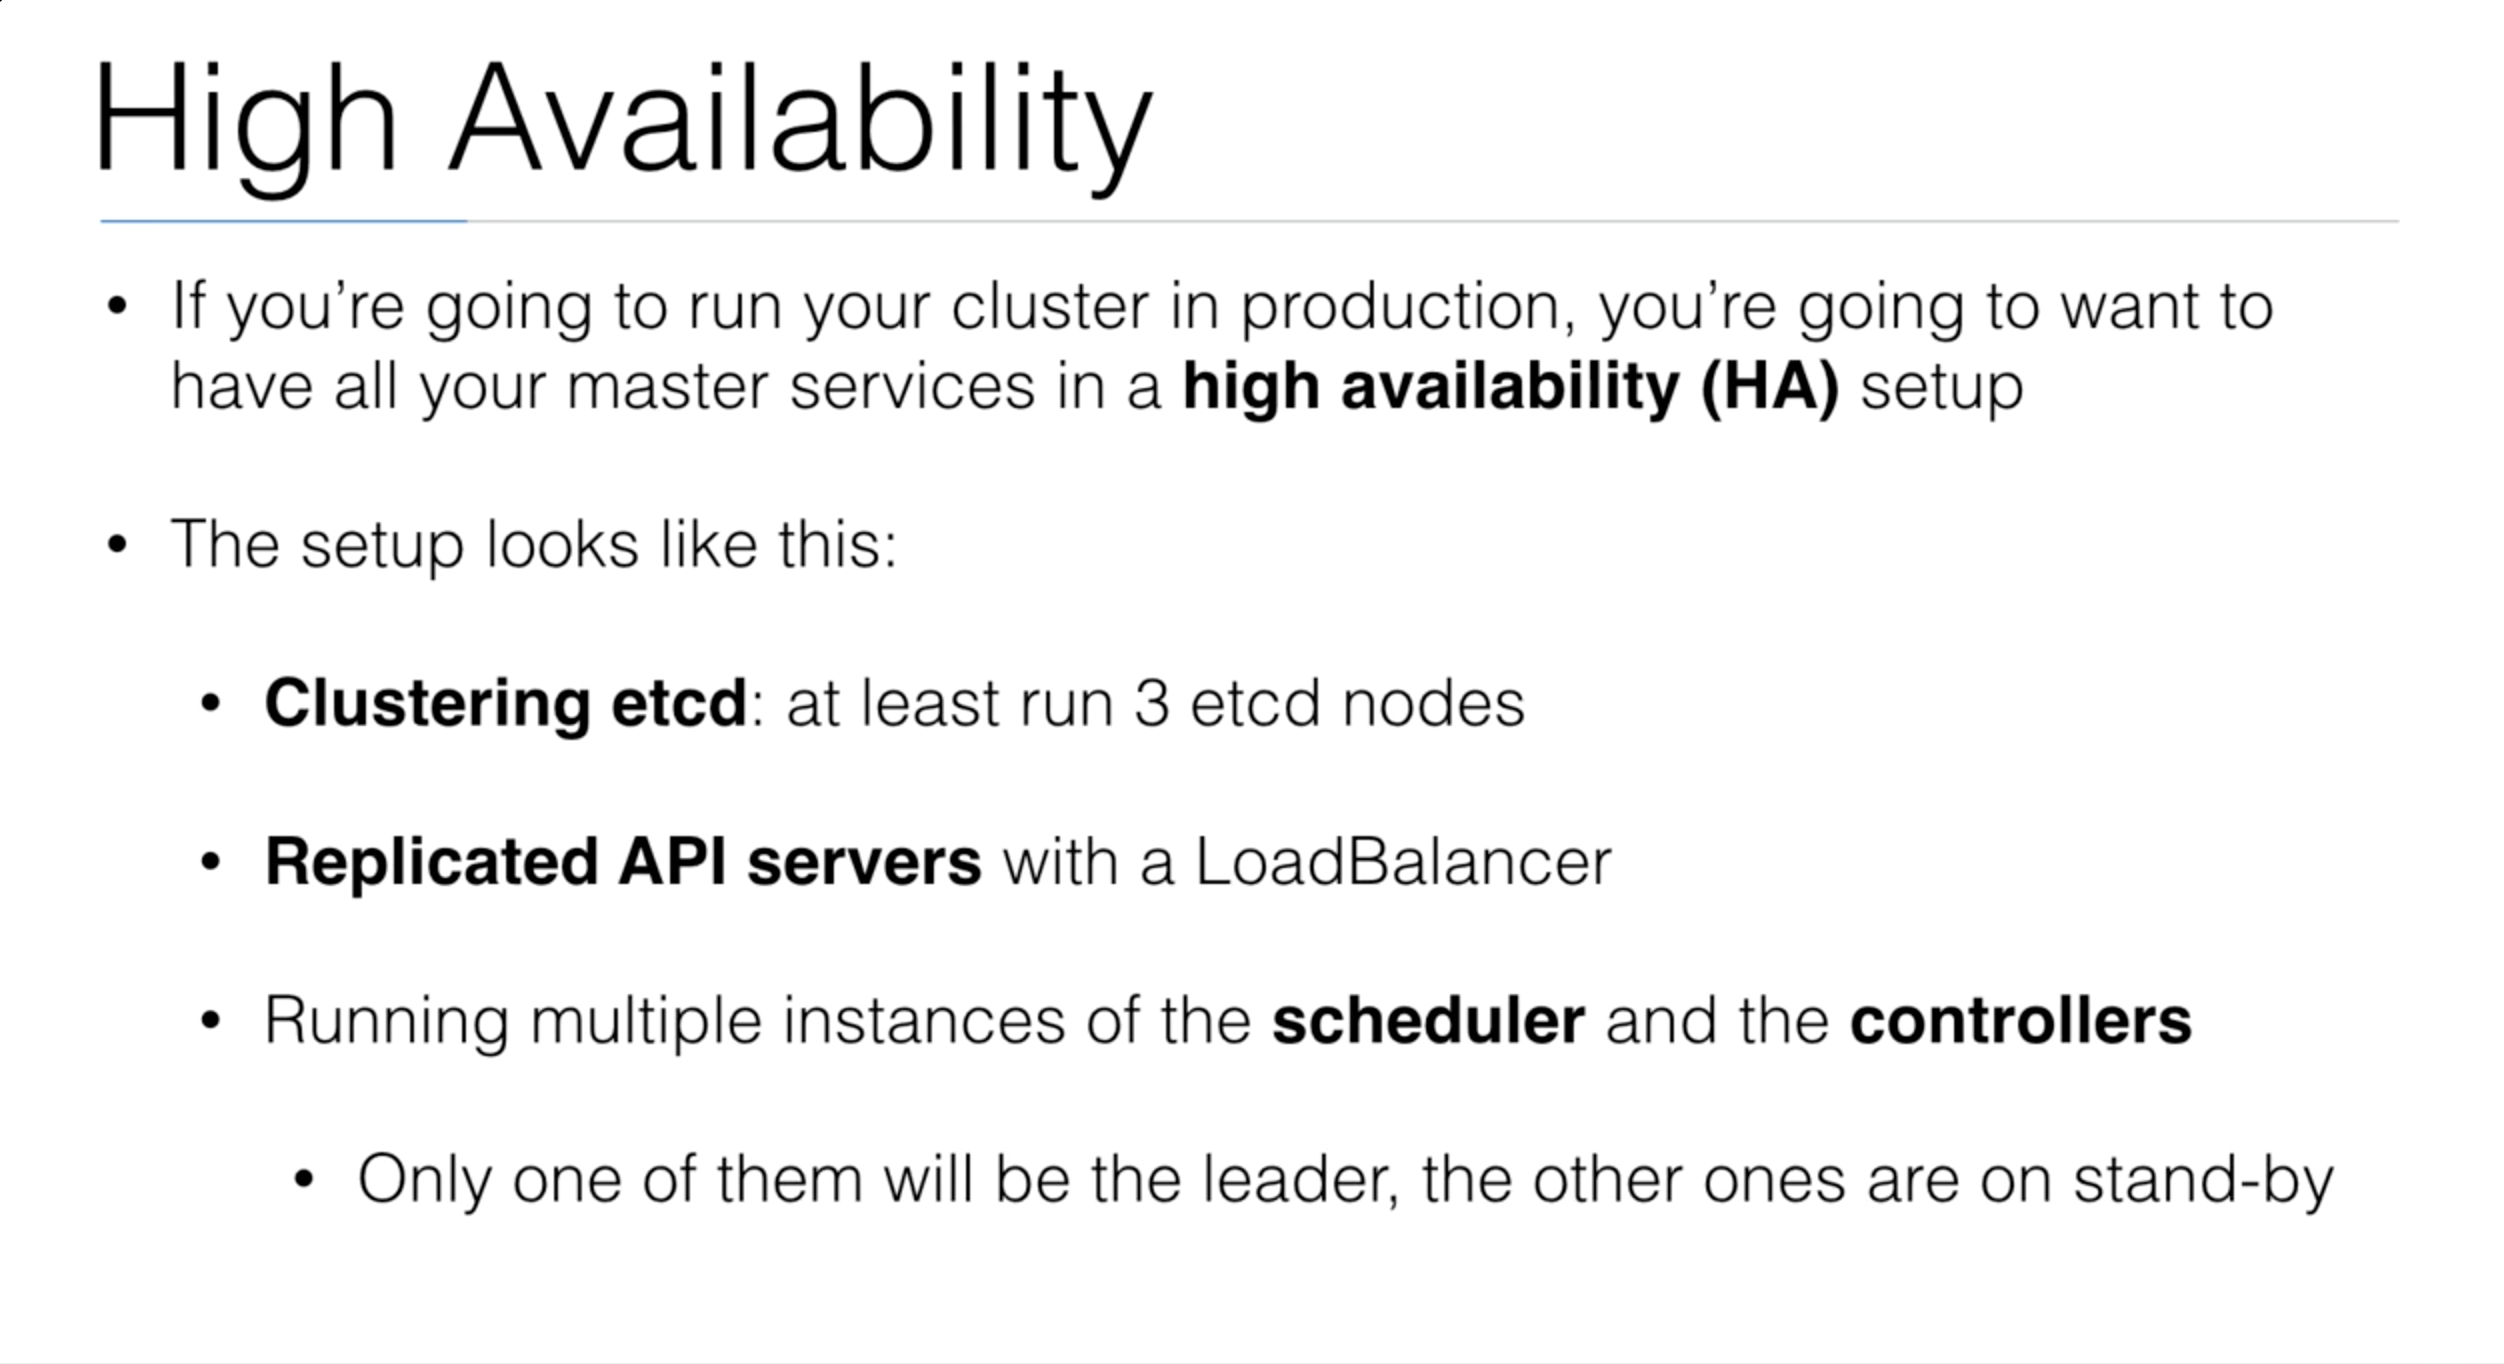 High Availability
• If you’re going to run your cluster in production, you’re going to want to
have all your master services in a high availability (HA) setup
• The setup looks like this:
• Clustering etcd: at least run 3 etcd nodes
• Replicated API servers with a LoadBalancer
• Running multiple instances of the scheduler and the controllers
• Only one of them will be the leader, the other ones are on stand-by